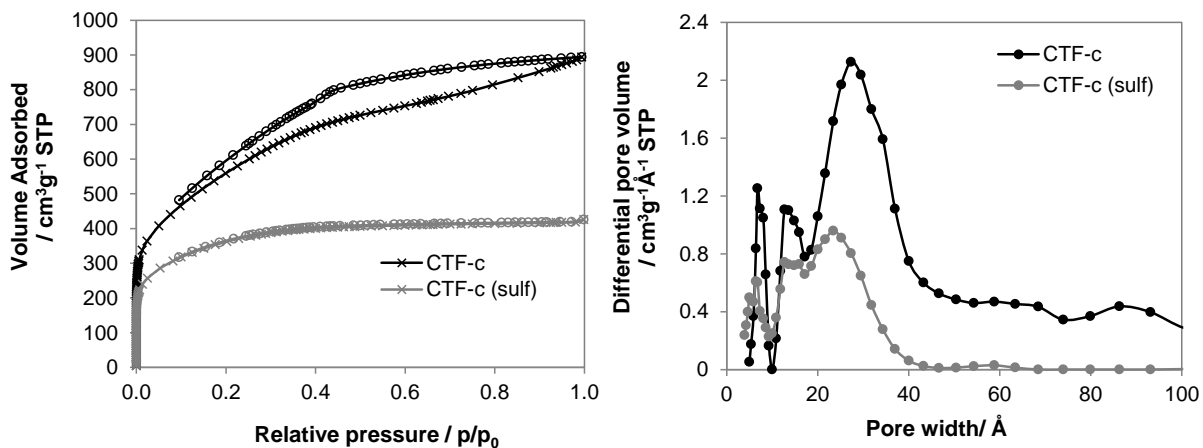 Volume Adsorbed
/ cm³g⁻¹ STP
1000
900
800
700
600
500
400
300
200
100
0
CTF-c
CTF-c (sulf)
0.0 0.2 0.4 0.6 0.8 1.0
Relative pressure / p/p₀
Differential pore volume
/ cm³g⁻¹Å⁻¹ STP
2.4
2
1.6
1.2
0.8
0.4
0
CTF-c
CTF-c (sulf)
0 20 40 60 80 100
Pore width/ Å